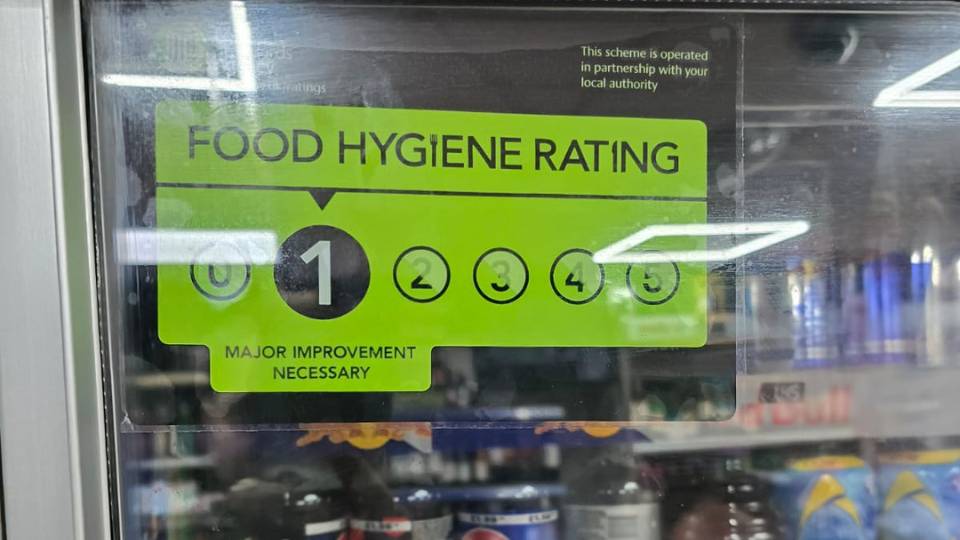 This scheme is operated
in partnership with your
local authority
ratings
FOOD HYGIENE RATING
0 1 2 3 4 5
MAJOR IMPROVEMENT
NECESSARY